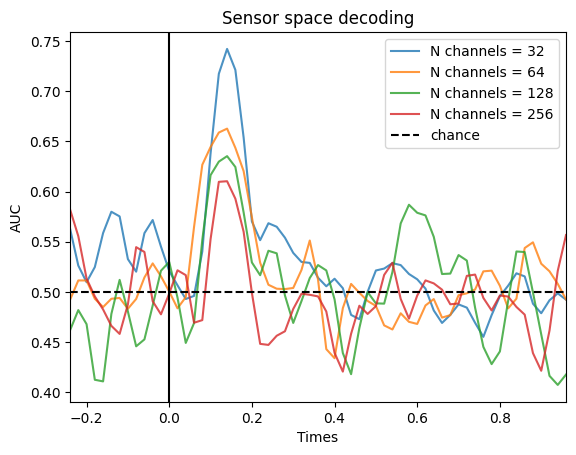 Sensor space decoding
AUC
0.75
0.70
0.65
0.60
0.55
0.50
0.45
0.40
N channels = 32
N channels = 64
N channels = 128
N channels = 256
chance
−0.2
0.0
0.2
0.4
0.6
0.8
Times